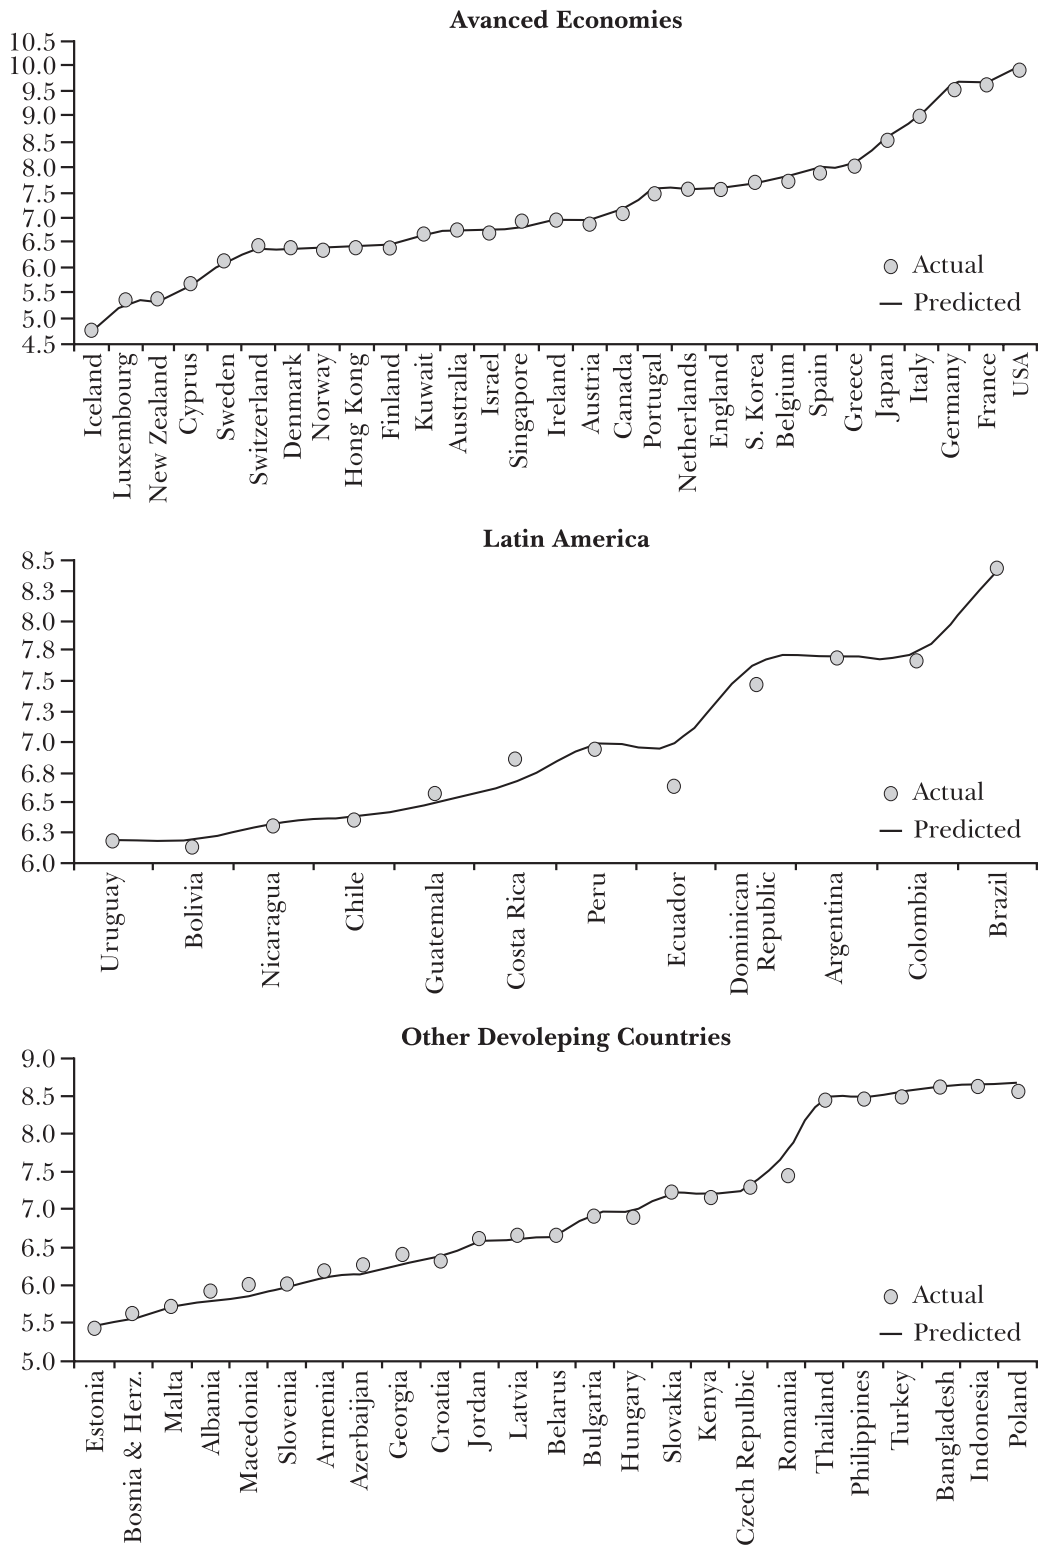 Avanced Economies
10.5
10.0
9.5
9.0
8.5
8.0
7.5
7.0
6.5
6.0
5.5
5.0
4.5
Actual
Predicted
Iceland
Luxembourg
New Zealand
Cyprus
Sweden
Switzerland
Denmark
Norway
Hong Kong
Finland
Kuwait
Australia
Israel
Singapore
Ireland
Austria
Canada
Portugal
Netherlands
England
S. Korea
Belgium
Spain
Greece
Japan
Italy
Germany
France
USA
Latin America
8.5
8.3
8.0
7.8
7.5
7.3
7.0
6.8
6.5
6.3
6.0
Actual
Predicted
Uruguay
Bolivia
Nicaragua
Chile
Guatemala
Costa Rica
Peru
Ecuador
Dominican
Republic
Argentina
Colombia
Brazil
Other Devoleping Countries
9.0
8.5
8.0
7.5
7.0
6.5
6.0
5.5
5.0
Actual
Predicted
Estonia
Bosnia & Herz.
Malta
Albania
Macedonia
Slovenia
Armenia
Azerbaijan
Georgia
Croatia
Jordan
Latvia
Belarus
Bulgaria
Hungary
Slovakia
Kenya
Czech Repulbic
Romania
Thailand
Philippines
Turkey
Bangladesh
Indonesia
Poland